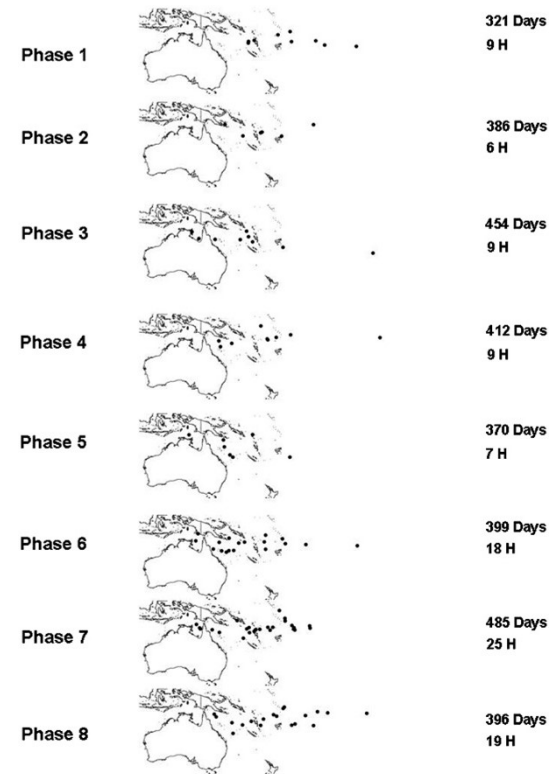 321 Days
Phase 1
9 H
386 Days
Phase 2
6 H
454 Days
Phase 3
9 H
412 Days
Phase 4
9 H
370 Days
Phase 5
7 H
399 Days
Phase 6
18 H
485 Days
Phase 7
25 H
396 Days
Phase 8
19 H